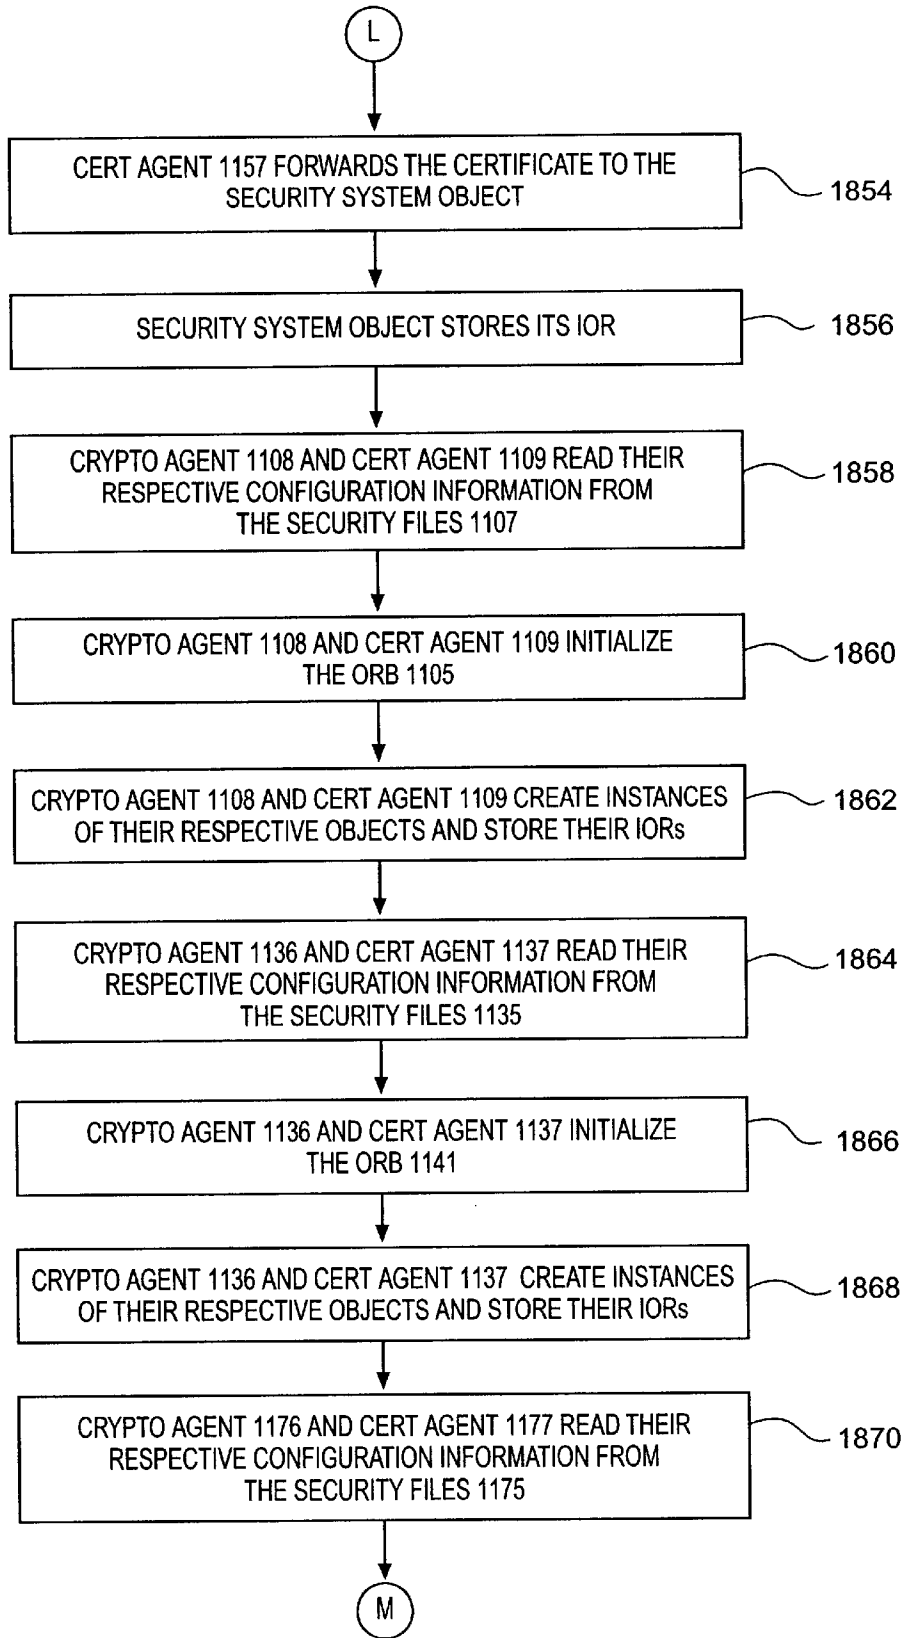 L
CERT AGENT 1157 FORWARDS THE CERTIFICATE TO THE
SECURITY SYSTEM OBJECT
1854
SECURITY SYSTEM OBJECT STORES ITS IOR
1856
CRYPTO AGENT 1108 AND CERT AGENT 1109 READ THEIR
RESPECTIVE CONFIGURATION INFORMATION FROM
THE SECURITY FILES 1107
1858
CRYPTO AGENT 1108 AND CERT AGENT 1109 INITIALIZE
THE ORB 1105
1860
CRYPTO AGENT 1108 AND CERT AGENT 1109 CREATE INSTANCES
OF THEIR RESPECTIVE OBJECTS AND STORE THEIR IORs
1862
CRYPTO AGENT 1136 AND CERT AGENT 1137 READ THEIR
RESPECTIVE CONFIGURATION INFORMATION FROM
THE SECURITY FILES 1135
1864
CRYPTO AGENT 1136 AND CERT AGENT 1137 INITIALIZE
THE ORB 1141
1866
CRYPTO AGENT 1136 AND CERT AGENT 1137 CREATE INSTANCES
OF THEIR RESPECTIVE OBJECTS AND STORE THEIR IORs
1868
CRYPTO AGENT 1176 AND CERT AGENT 1177 READ THEIR
RESPECTIVE CONFIGURATION INFORMATION FROM
THE SECURITY FILES 1175
1870
M